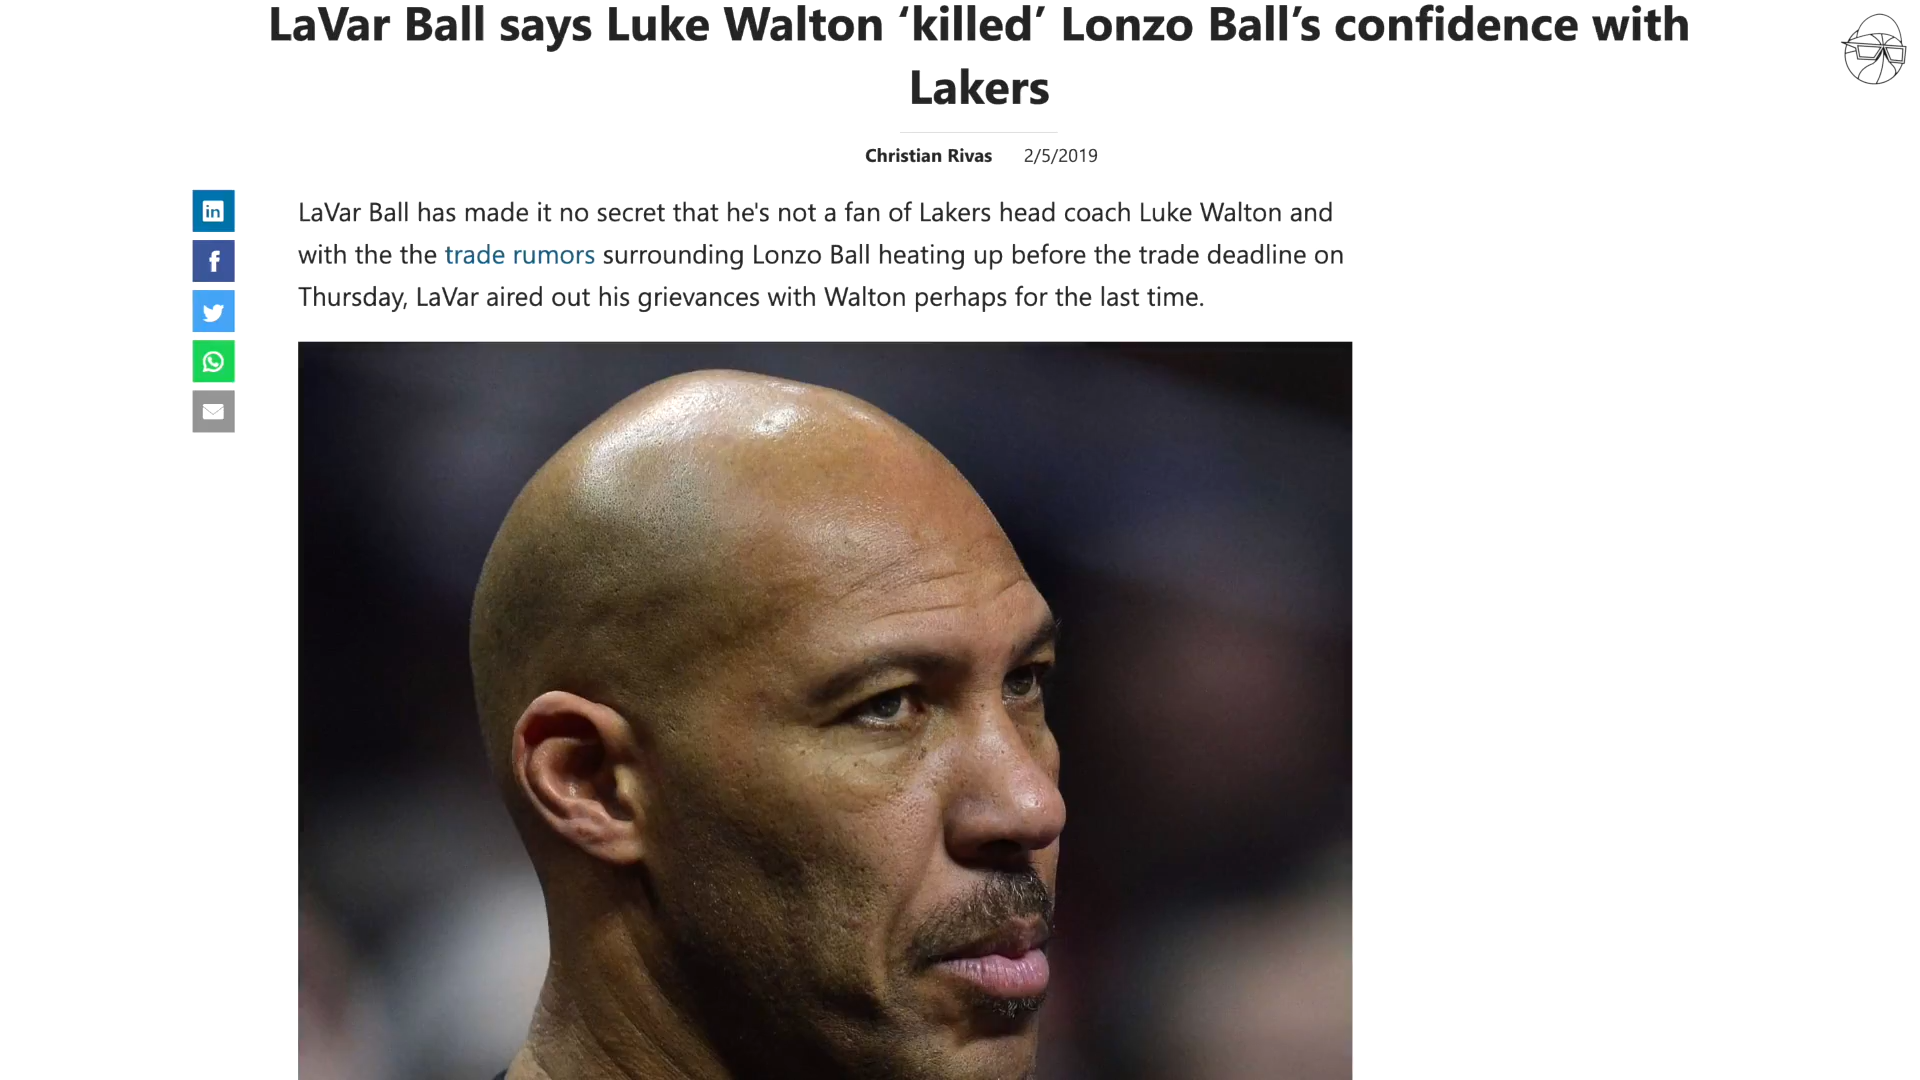 LaVar Ball says Luke Walton ‘killed’ Lonzo Ball’s confidence with
Lakers
Christian Rivas 2/5/2019
LaVar Ball has made it no secret that he's not a fan of Lakers head coach Luke Walton and
with the the trade rumors surrounding Lonzo Ball heating up before the trade deadline on
Thursday, LaVar aired out his grievances with Walton perhaps for the last time.
in
f